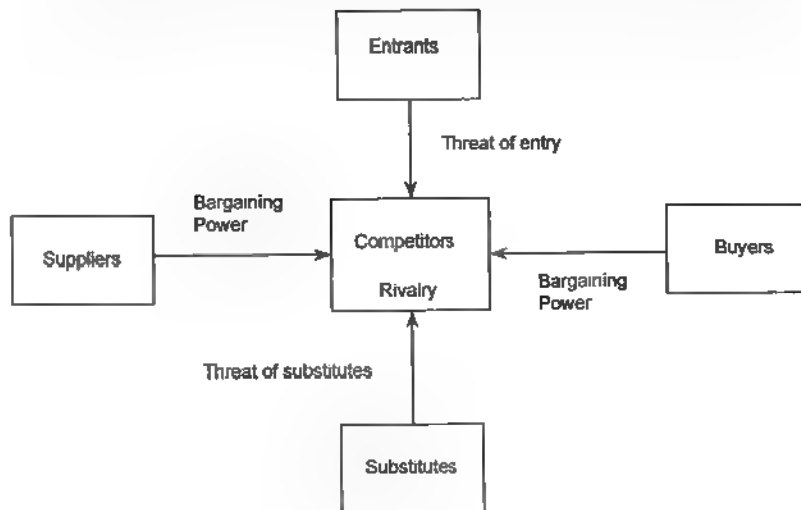 Entrants
Threat of entry
Bargaining
Power
Suppliers
Competitors
Rivalry
Buyers
Bargaining
Power
Threat of substitutes
Substitutes